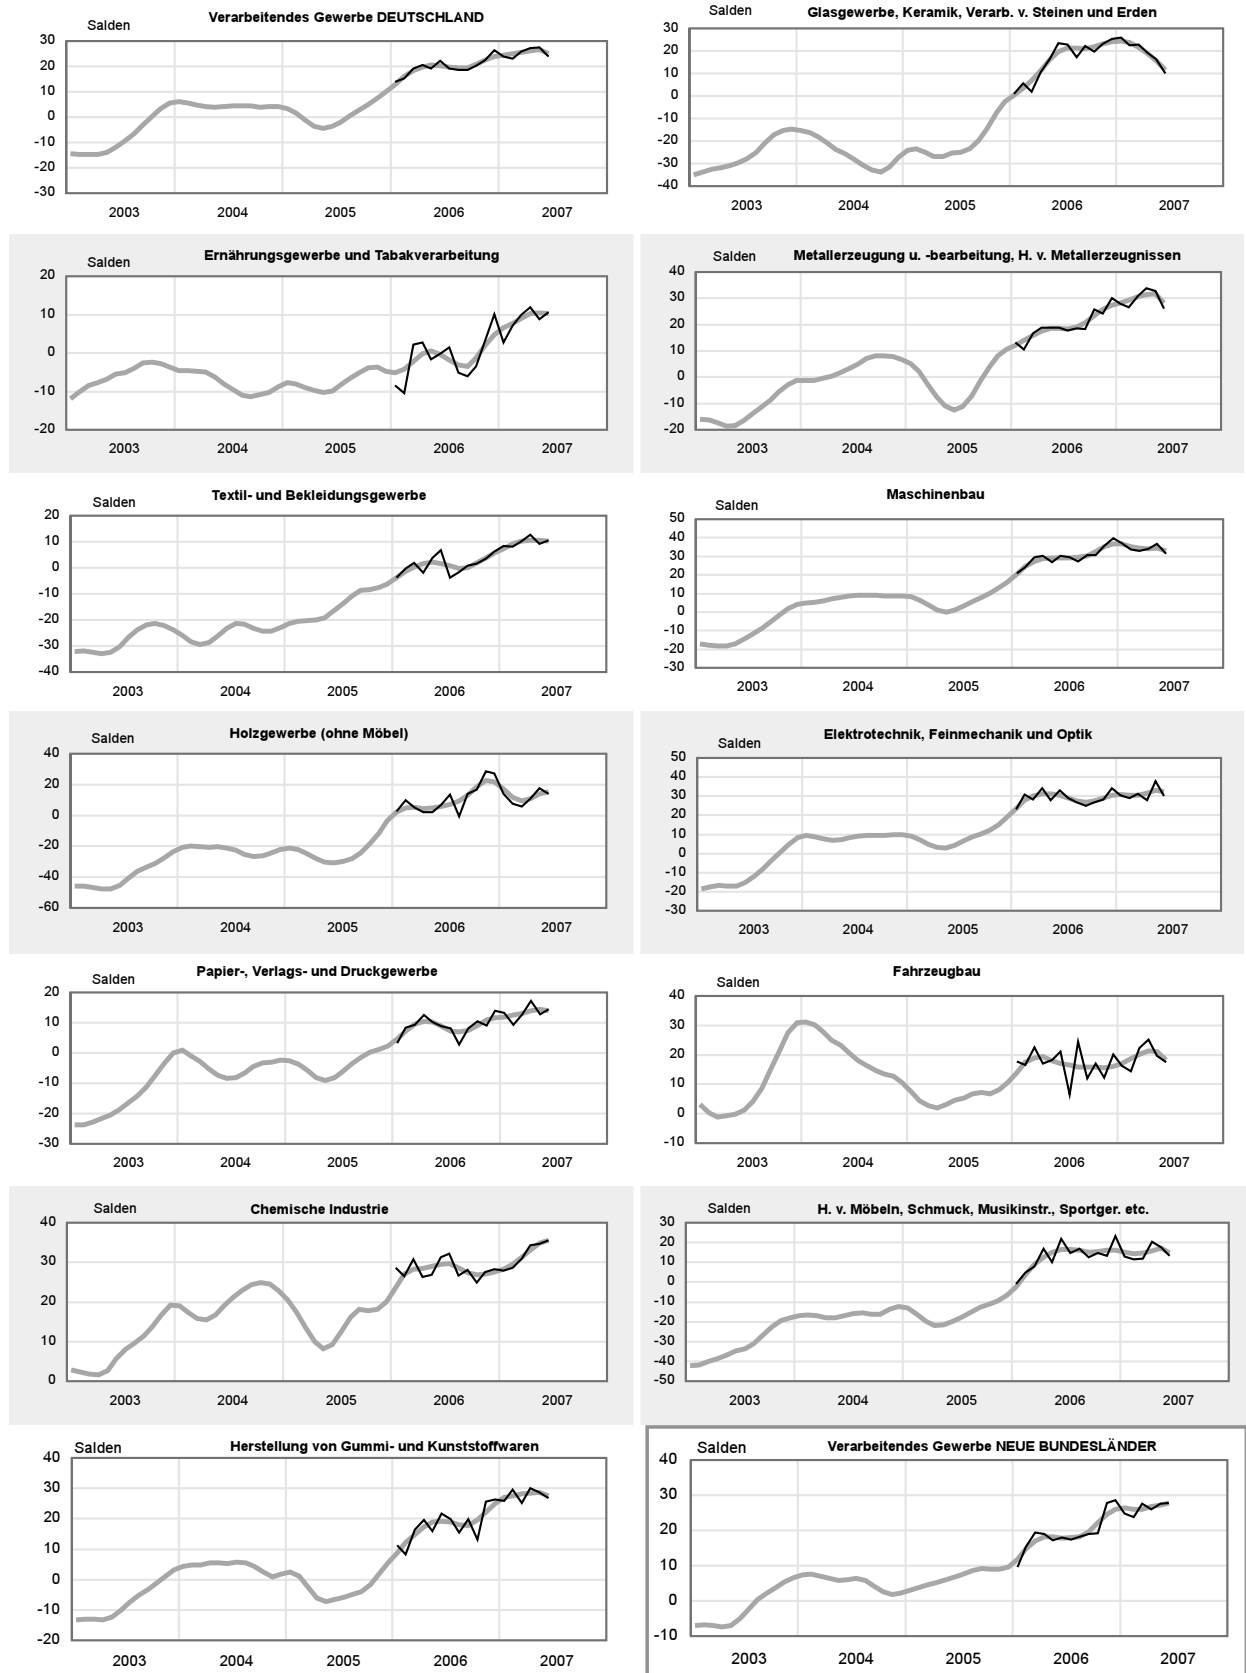 Verarbeitendes Gewerbe DEUTSCHLAND
Salden
30
20
10
0
-10
-20
-30
2003 2004 2005 2006 2007
Glasgewerbe, Keramik, Verarb. v. Steinen und Erden
Salden
30
20
10
0
-10
-20
-30
-40
2003 2004 2005 2006 2007
Ernährungsgewerbe und Tabakverarbeitung
Salden
20
10
0
-10
-20
2003 2004 2005 2006 2007
Metallerzeugung u. -bearbeitung, H. v. Metallerzeugnissen
Salden
40
30
20
10
0
-10
-20
2003 2004 2005 2006 2007
Textil- und Bekleidungsgewerbe
Salden
20
10
0
-10
-20
-30
-40
2003 2004 2005 2006 2007
Maschinenbau
Salden
50
40
30
20
10
0
-10
-20
-30
2003 2004 2005 2006 2007
Holzgewerbe (ohne Möbel)
Salden
40
20
0
-20
-40
-60
2003 2004 2005 2006 2007
Elektrotechnik, Feinmechanik und Optik
Salden
50
40
30
20
10
0
-10
-20
-30
2003 2004 2005 2006 2007
Papier-, Verlags- und Druckgewerbe
Salden
20
10
0
-10
-20
-30
2003 2004 2005 2006 2007
Fahrzeugbau
Salden
40
30
20
10
0
-10
2003 2004 2005 2006 2007
Chemische Industrie
Salden
40
30
20
10
0
2003 2004 2005 2006 2007
H. v. Möbeln, Schmuck, Musikinstr., Sportger. etc.
Salden
30
20
10
0
-10
-20
-30
-40
-50
2003 2004 2005 2006 2007
Herstellung von Gummi- und Kunststoffwaren
Salden
40
30
20
10
0
-10
-20
2003 2004 2005 2006 2007
Verarbeitendes Gewerbe NEUE BUNDESLÄNDER
Salden
40
30
20
10
0
-10
2003 2004 2005 2006 2007